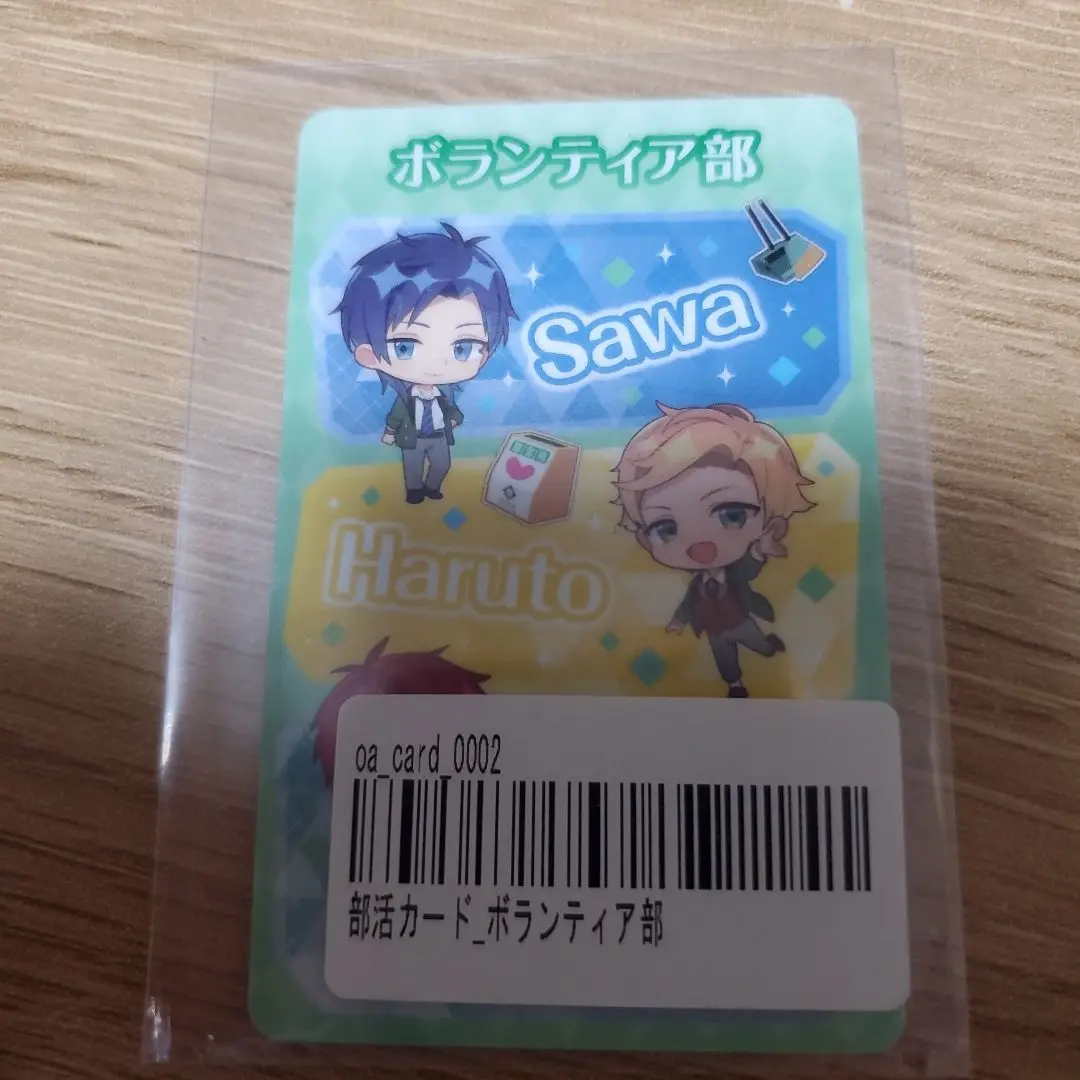 ボランティア部
Sawa
Haruto
oa_card_0002
部活カード_ボランティア部